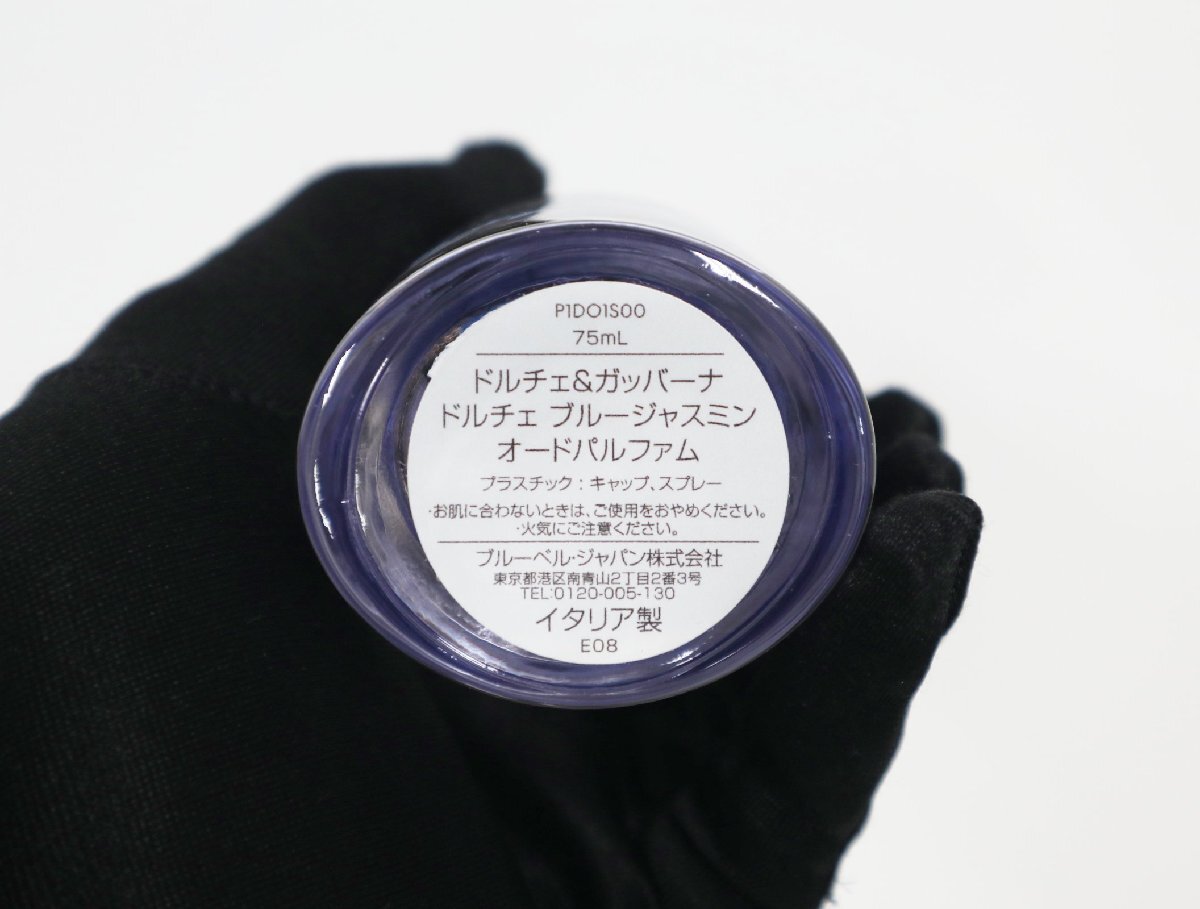 P1DO1S00
75mL
ドルチェ&ガッバーナ
ドルチェ ブルージャスミン
オードパルファム
プラスチック：キャップ、スプレー
・お肌に合わないときは、ご使用をおやめください。
・火気にご注意ください。
ブルーベル・ジャパン株式会社
東京都港区南青山2丁目2番3号
TEL:0120-005-130
イタリア製
E08